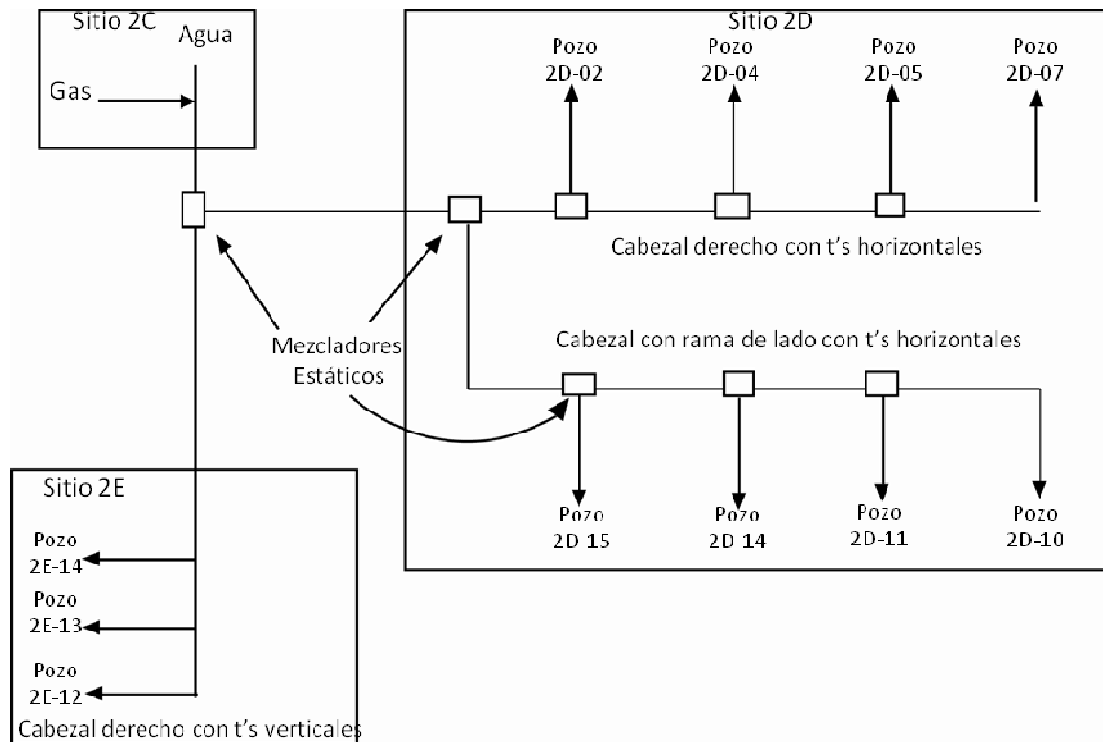 Sitio 2C
Agua
Gas
Sitio 2D
Pozo
2D-02
Pozo
2D-04
Pozo
2D-05
Pozo
2D-07
Cabezal derecho con t's horizontales
Mezcladores
Estáticos
Cabezal con rama de lado con t's horizontales
Pozo
2D 15
Pozo
2D 14
Pozo
2D-11
Pozo
2D-10
Sitio 2E
Pozo
2E-14
Pozo
2E-13
Pozo
2E-12
Cabezal derecho con t's verticales